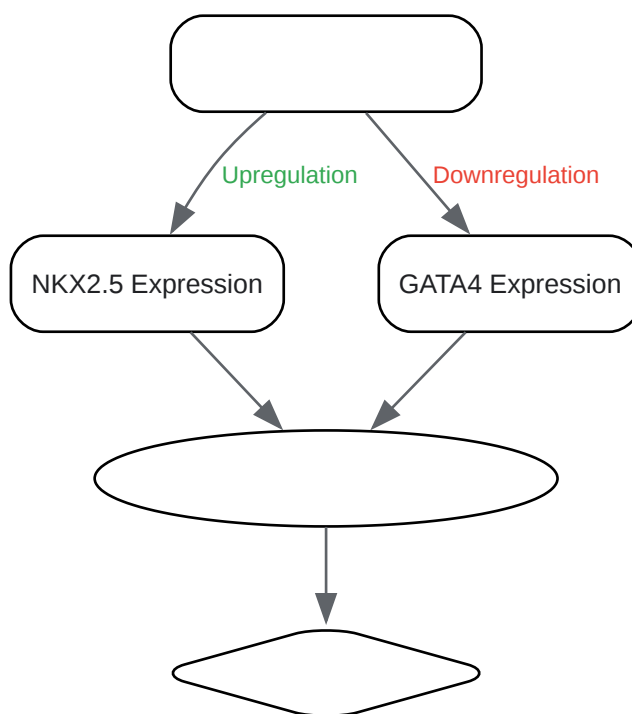 Upregulation
Downregulation
NKX2.5 Expression
GATA4 Expression